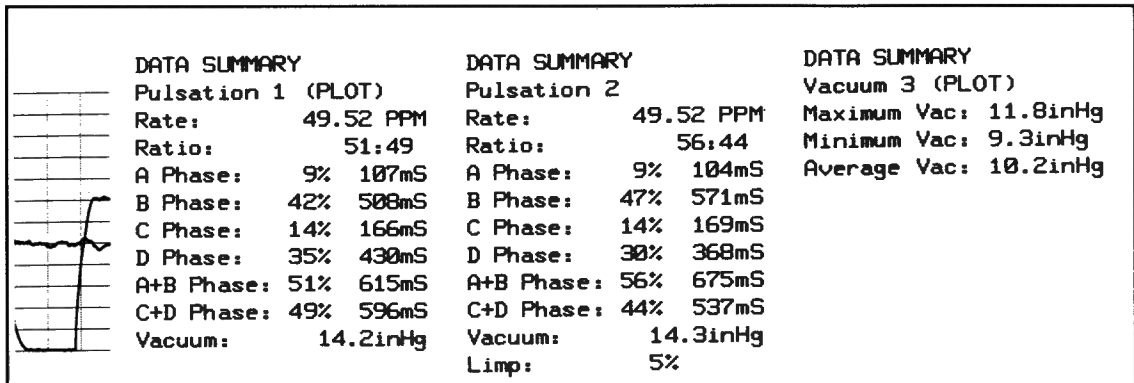 DATA SUMMARY
Pulsation 1 (PLOT)
Rate: 49.52 PPM
Ratio: 51:49
A Phase: 9% 107mS
B Phase: 42% 508mS
C Phase: 14% 166mS
D Phase: 35% 430mS
A+B Phase: 51% 615mS
C+D Phase: 49% 596mS
Vacuum: 14.2inHg
DATA SUMMARY
Pulsation 2
Rate: 49.52 PPM
Ratio: 56:44
A Phase: 9% 104mS
B Phase: 47% 571mS
C Phase: 14% 169mS
D Phase: 30% 368mS
A+B Phase: 56% 675mS
C+D Phase: 44% 537mS
Vacuum: 14.3inHg
Limp: 5%
DATA SUMMARY
Vacuum 3 (PLOT)
Maximum Vac: 11.8inHg
Minimum Vac: 9.3inHg
Average Vac: 10.2inHg